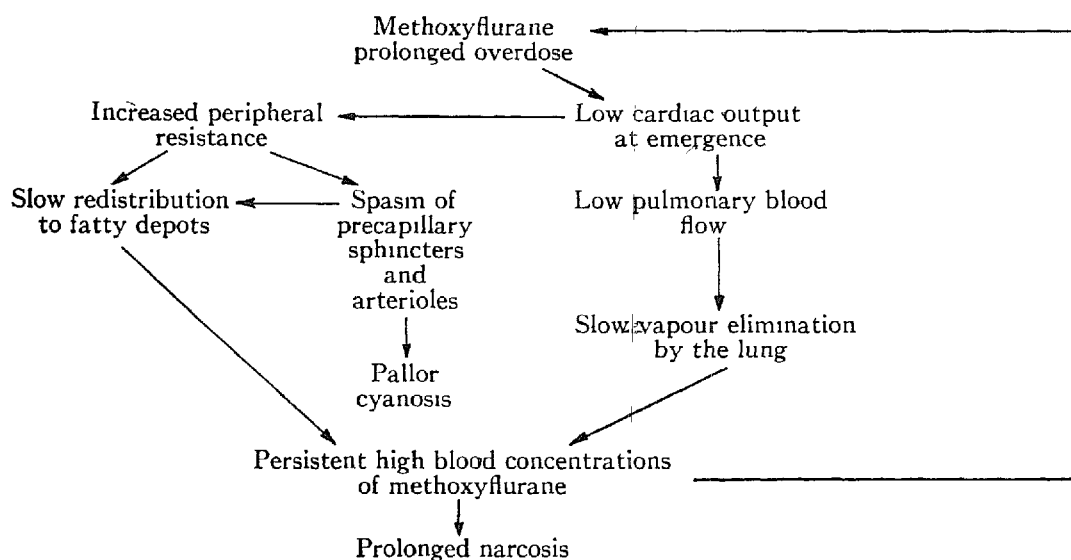 Methoxyflurane
prolonged overdose
Increased peripheral
resistance
Low cardiac output
at emergence
Slow redistribution
to fatty depots
Spasm of
precapillary
sphincters
and
arterioles
Low pulmonary blood
flow
Slow vapour elimination
by the lung
Pallor
cyanosis
Persistent high blood concentrations
of methoxyflurane
Prolonged narcosis